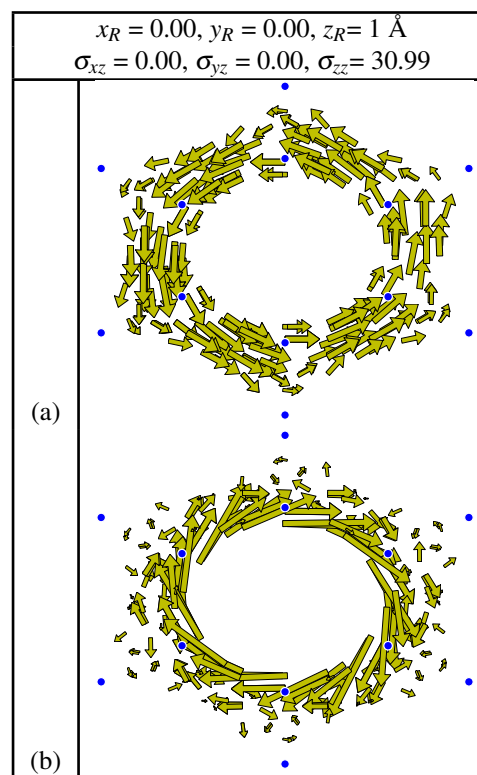 x_R = 0.00, y_R = 0.00, z_R= 1 Å
σ_xz = 0.00, σ_yz = 0.00, σ_zz= 30.99
(a)
(b)